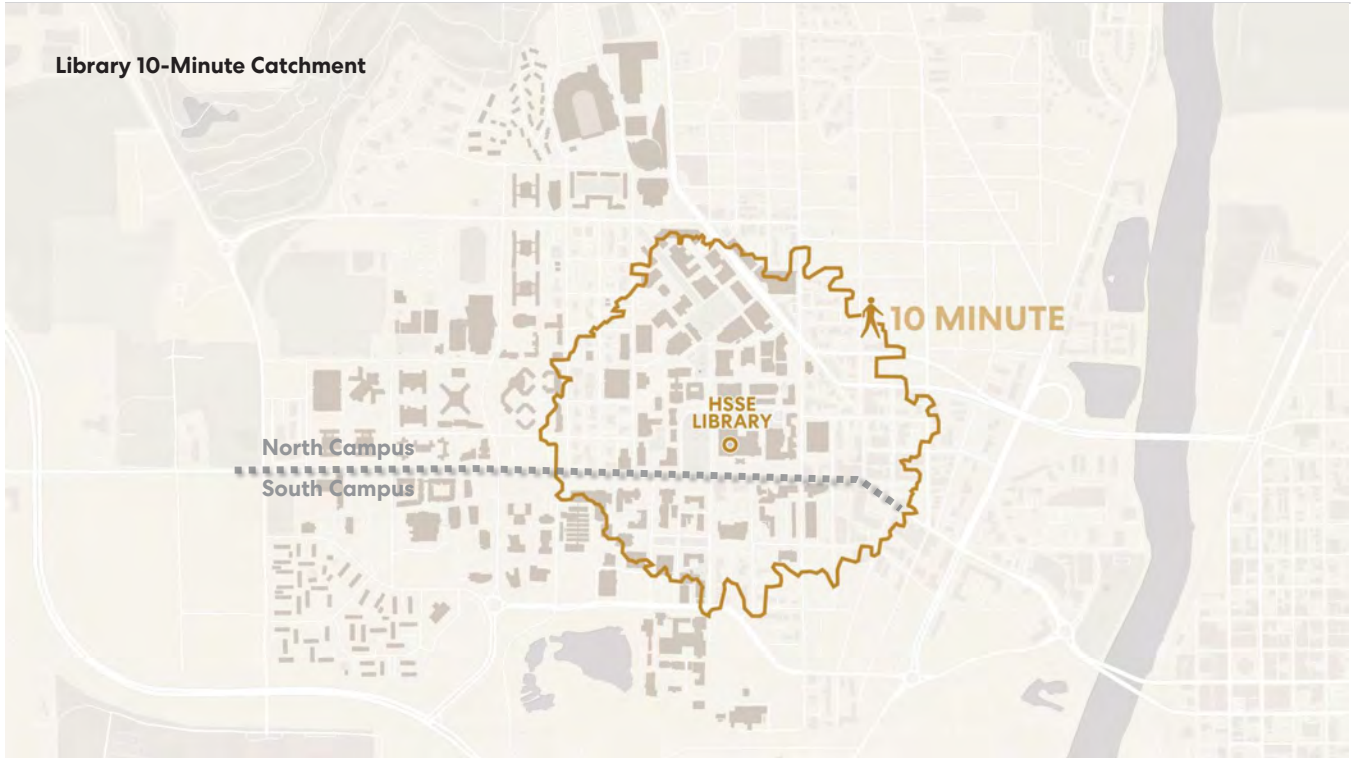 Library 10-Minute Catchment
10 MINUTE
HSSE
LIBRARY
North Campus
South Campus